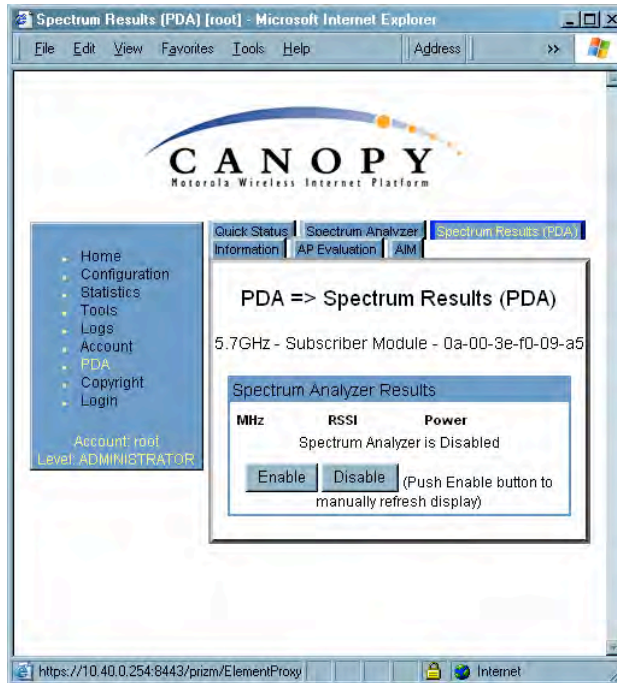 Spectrum Results (PDA) [root] - Microsoft Internet Explorer
File Edit View Favorites Tools Help Address >>
CANOPY
Motorola Wireless Internet Platform
Quick Status Spectrum Analyzer Spectrum Results (PDA)
Information AP Evaluation AIM
Home
Configuration
Statistics
Tools
Logs
Account
PDA
Copyright
Login
Account: root
Level: ADMINISTRATOR
PDA => Spectrum Results (PDA)
5.7GHz - Subscriber Module - 0a-00-3e-f0-09-a5
Spectrum Analyzer Results
MHz RSSI Power
Spectrum Analyzer is Disabled
Enable Disable (Push Enable button to
manually refresh display)
https://10.40.0.254:8443/prizm/ElementProxy Internet